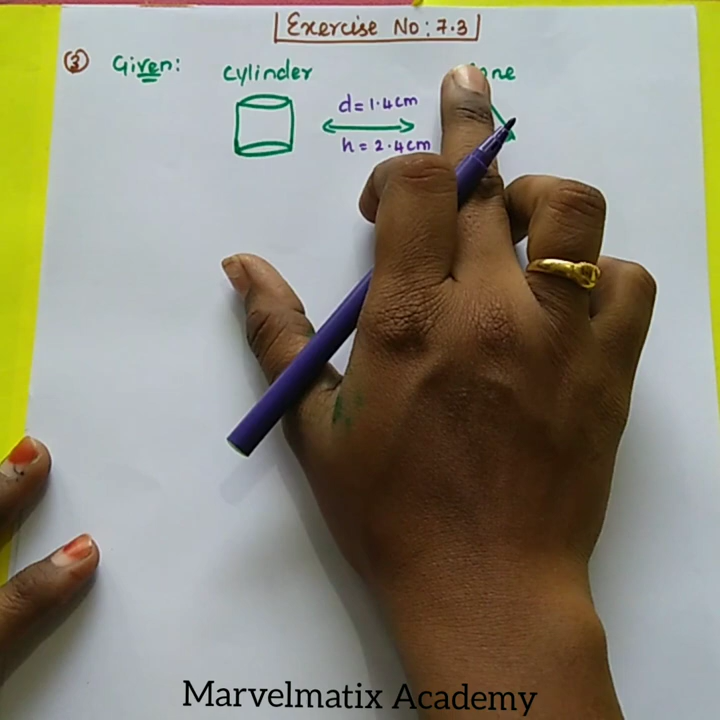 Exercise No: 7.3
③ Given: cylinder
d = 1.4cm
h = 2.4cm
Marvelmatix Academy